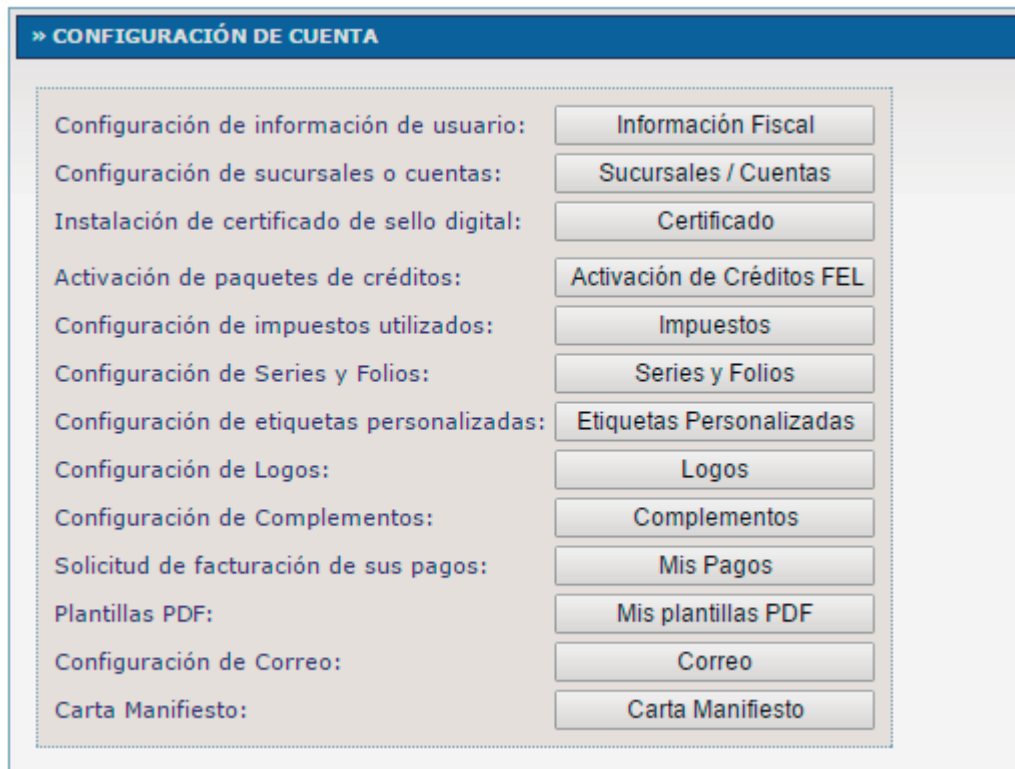 » CONFIGURACIÓN DE CUENTA
Configuración de información de usuario: Información Fiscal
Configuración de sucursales o cuentas: Sucursales / Cuentas
Instalación de certificado de sello digital: Certificado
Activación de paquetes de créditos: Activación de Créditos FEL
Configuración de impuestos utilizados: Impuestos
Configuración de Series y Folios: Series y Folios
Configuración de etiquetas personalizadas: Etiquetas Personalizadas
Configuración de Logos: Logos
Configuración de Complementos: Complementos
Solicitud de facturación de sus pagos: Mis Pagos
Plantillas PDF: Mis plantillas PDF
Configuración de Correo: Correo
Carta Manifiesto: Carta Manifiesto